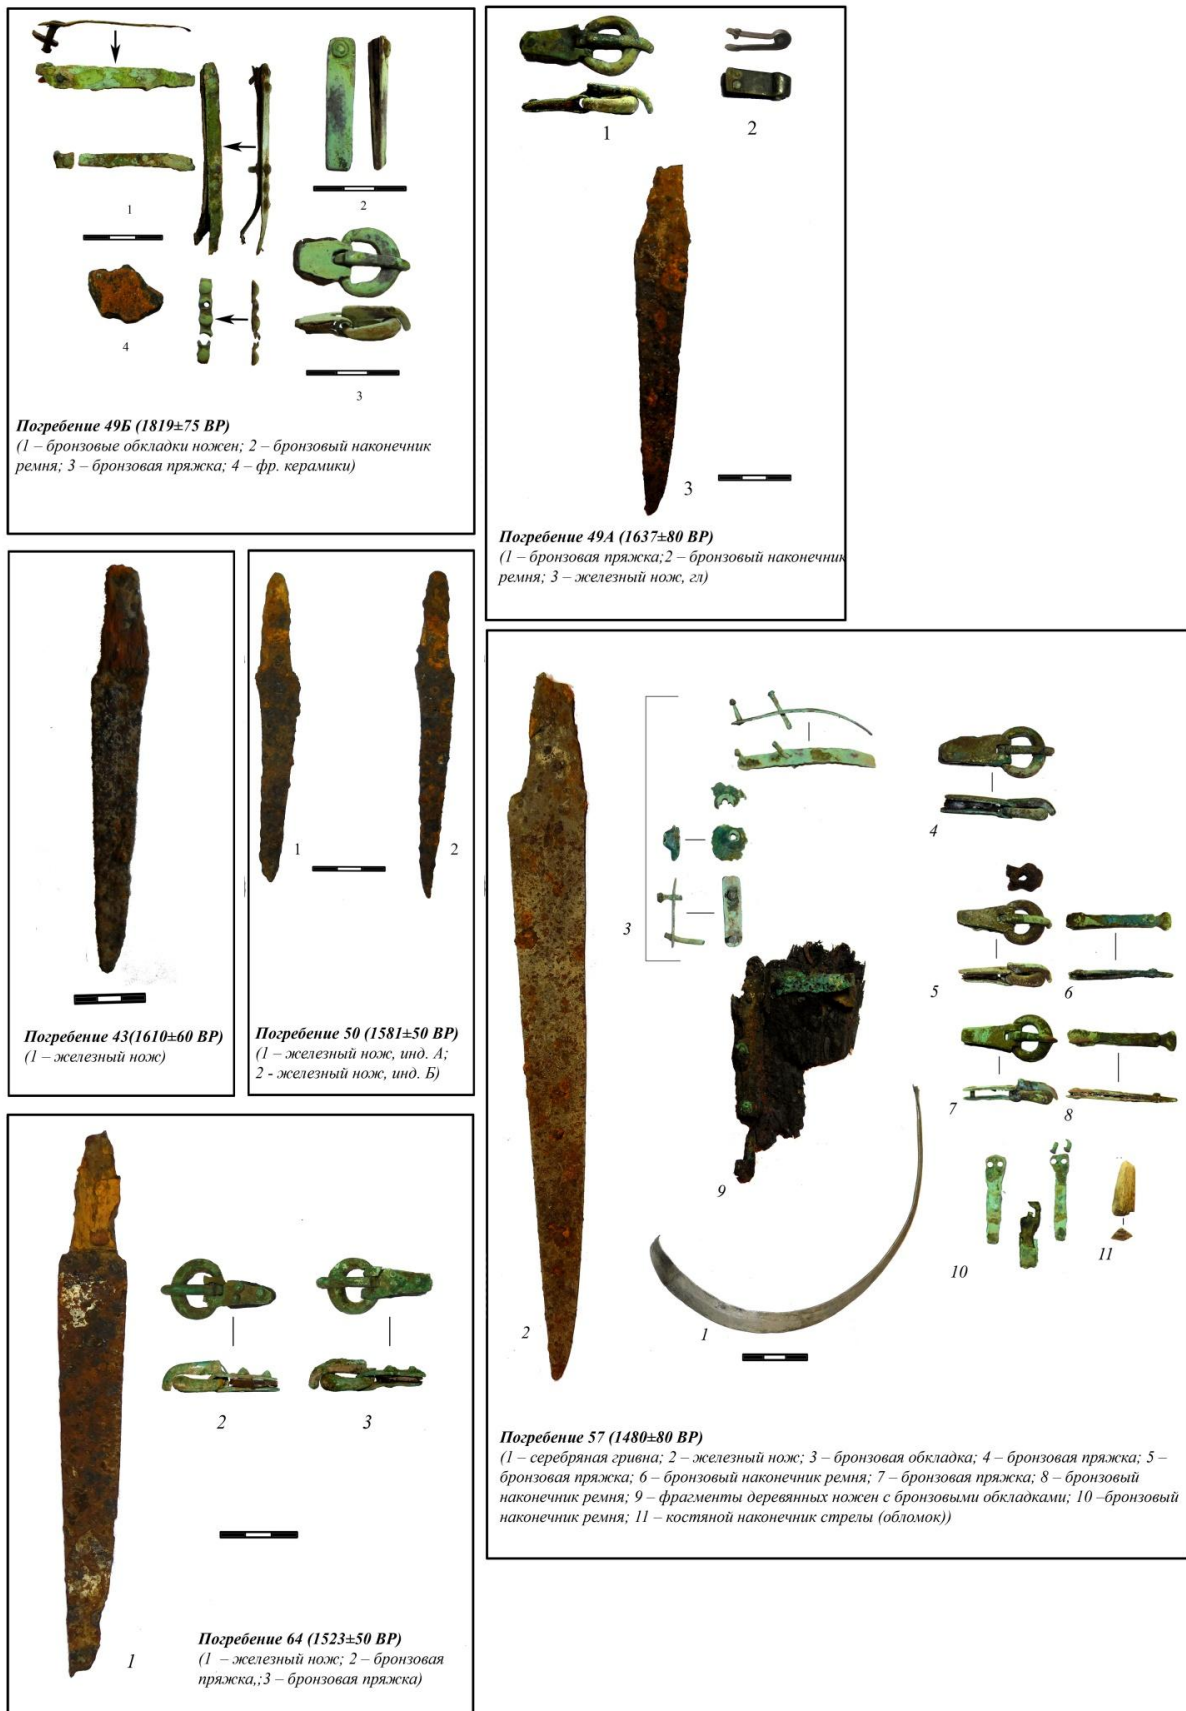 1
2
3
4
Погребение 49Б (1819±75 BP)
(1 – бронзовые обкладки ножен; 2 – бронзовый наконечник
ремня; 3 – бронзовая пряжка; 4 – фр. керамики)
1
2
3
Погребение 49А (1637±80 BP)
(1 – бронзовая пряжка;2 – бронзовый наконечник
ремня; 3 – железный нож, гл)
Погребение 43(1610±60 BP)
(1 – железный нож)
1
2
Погребение 50 (1581±50 BP)
(1 – железный нож, инд. А;
2 - железный нож, инд. Б)
3
4
5
6
7
8
9
10
11
2
1
Погребение 57 (1480±80 BP)
(1 – серебряная гривна; 2 – железный нож; 3 – бронзовая обкладка; 4 – бронзовая пряжка; 5 –
бронзовая пряжка; 6 – бронзовый наконечник ремня; 7 – бронзовая пряжка; 8 – бронзовый
наконечник ремня; 9 – фрагменты деревянных ножен с бронзовыми обкладками; 10 –бронзовый
наконечник ремня; 11 – костяной наконечник стрелы (обломок))
2
3
1
Погребение 64 (1523±50 BP)
(1 – железный нож; 2 – бронзовая
пряжка,;3 – бронзовая пряжка)